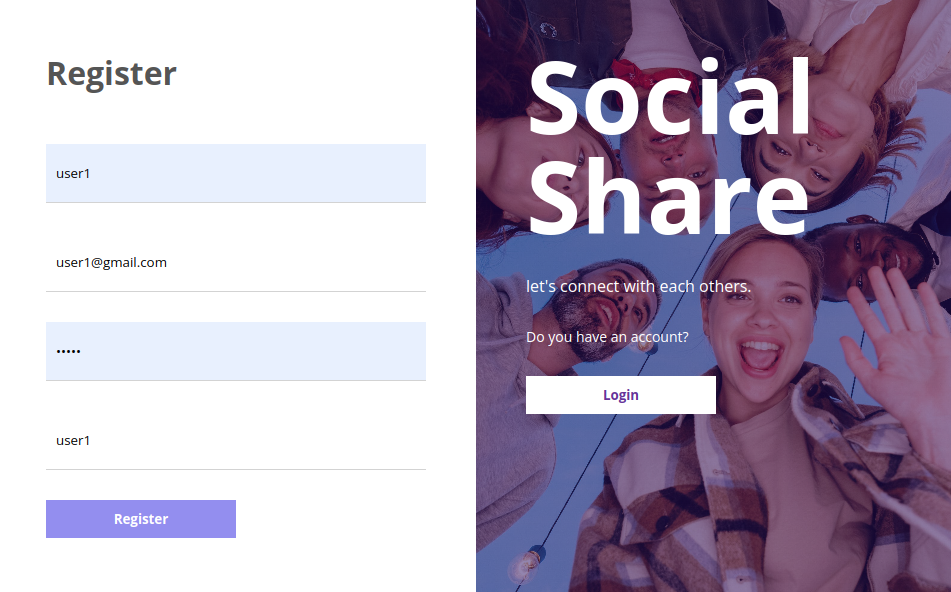 Register
user1
user1@gmail.com
•••••
user1
Register
Social
Share
let's connect with each others.
Do you have an account?
Login